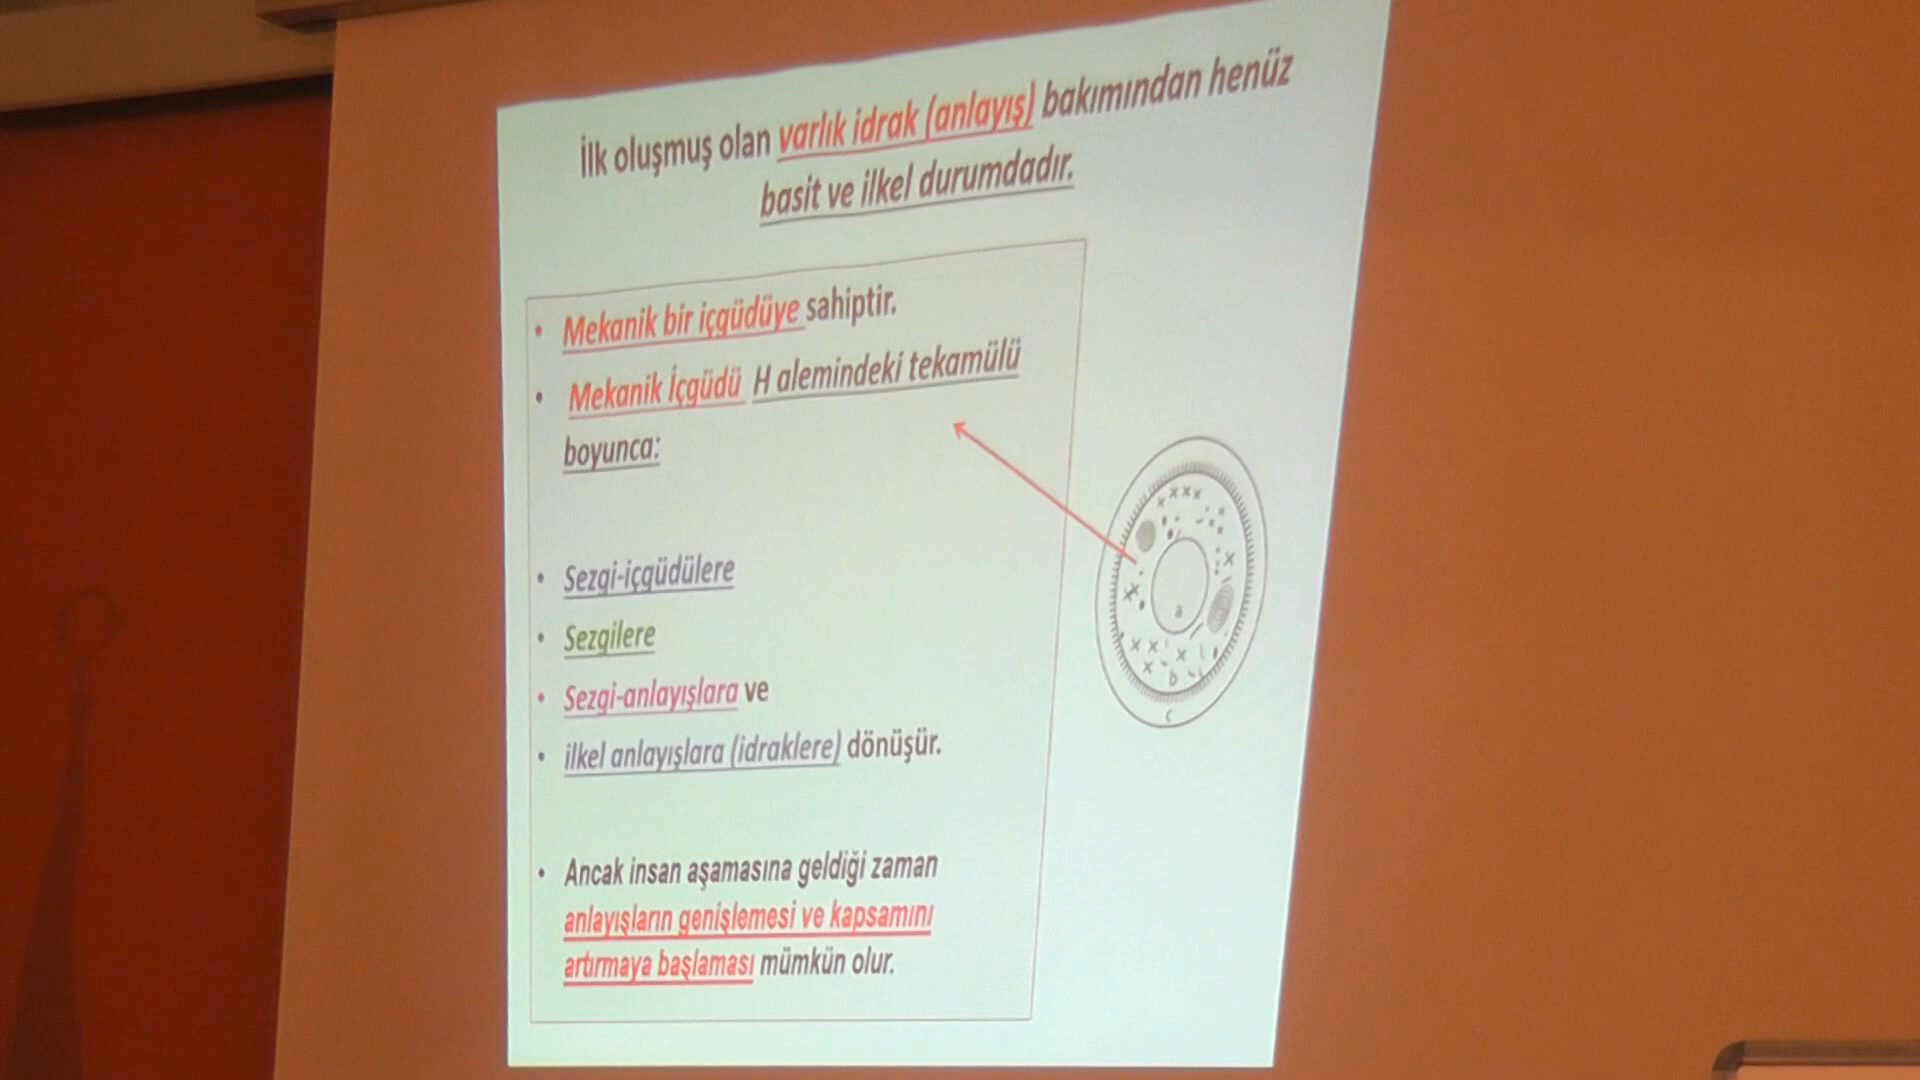 İlk oluşmuş olan varlık idrak (anlayış) bakımından henüz
basit ve ilkel durumdadır.
• Mekanik bir içgüdüye sahiptir.
• Mekanik İçgüdü H alemindeki tekamülü
boyunca:
• Sezgi-içgüdülere
• Sezgilere
• Sezgi-anlayışlara ve
• ilkel anlayışlara (idraklere) dönüşür.
• Ancak insan aşamasına geldiği zaman
anlayışların genişlemesi ve kapsamını
artırmaya başlaması mümkün olur.
a
b
c